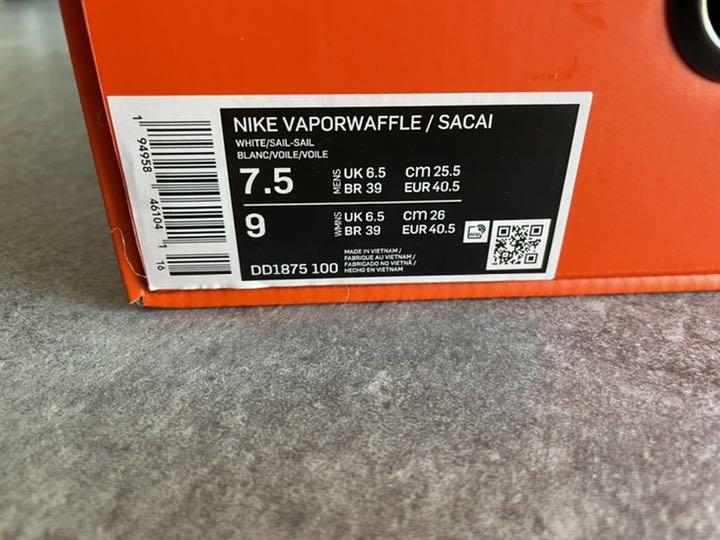 NIKE VAPORWAFFLE / SACAI
WHITE/SAIL-SAIL
BLANC/VOILE/VOILE
7.5 MENS UK 6.5 CM 25.5
BR 39 EUR 40.5
9 WMNS UK 6.5 CM 26
BR 39 EUR 40.5
RFID
DD1875 100
MADE IN VIETNAM /
FABRIQUE AU VIETNAM /
FABRICADO NO VIETNÃ /
HECHO EN VIETNAM
1 94958 46104 1 16